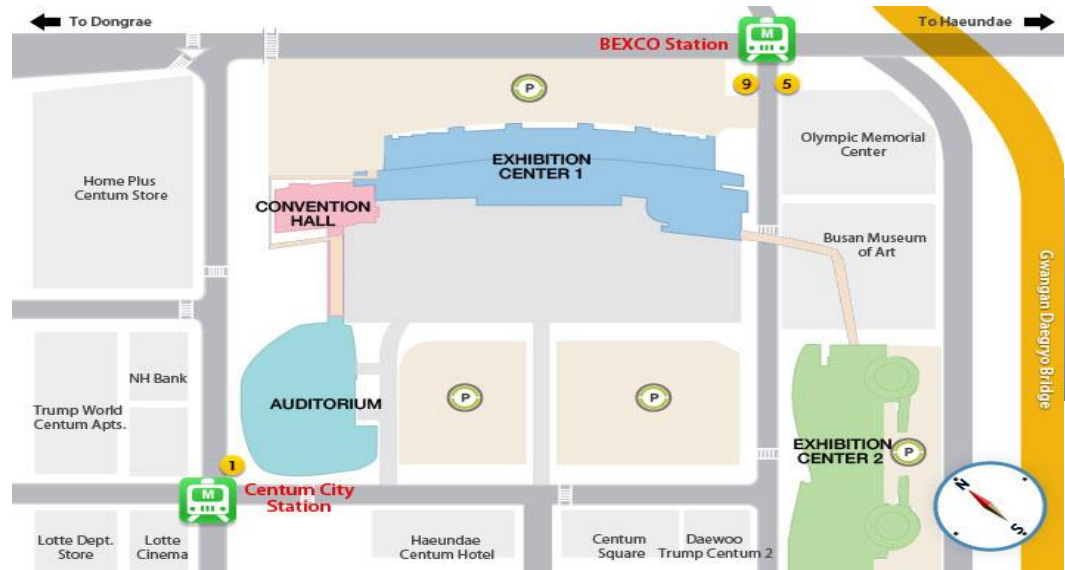 To Dongrae
To Haeundae
BEXCO Station
M
9
5
P
Olympic Memorial
Center
EXHIBITION
CENTER 1
Home Plus
Centum Store
CONVENTION
HALL
Busan Museum
of Art
Gwangan Daegryo Bridge
NH Bank
Trump World
Centum Apts.
AUDITORIUM
P
P
EXHIBITION
CENTER 2
P
1
M
Centum City
Station
N
S
Lotte Dept.
Store
Lotte
Cinema
Haeundae
Centum Hotel
Centum
Square
Daewoo
Trump Centum 2